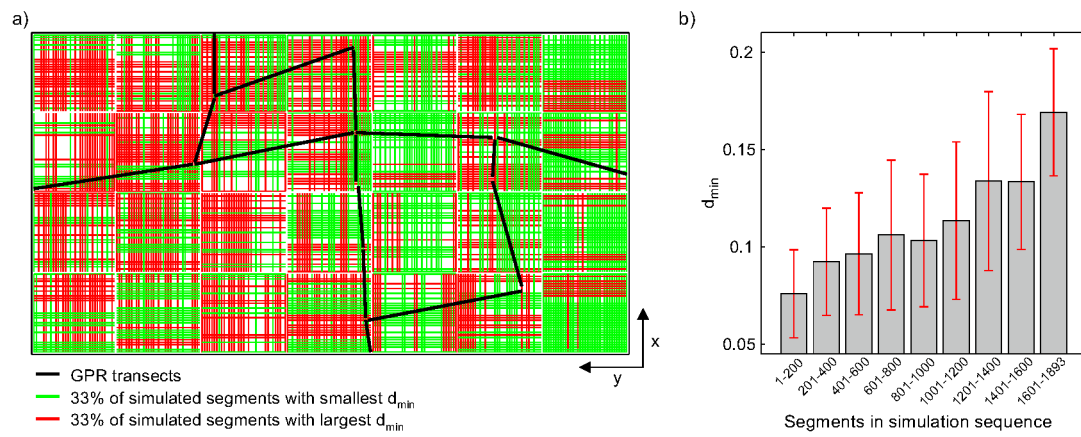 a)
x
y
GPR transects
33% of simulated segments with smallest dmin
33% of simulated segments with largest dmin
b)
0.2
0.15
0.1
0.05
dmin
1-200
201-400
401-600
601-800
801-1000
1001-1200
1201-1400
1401-1600
1601-1893
Segments in simulation sequence